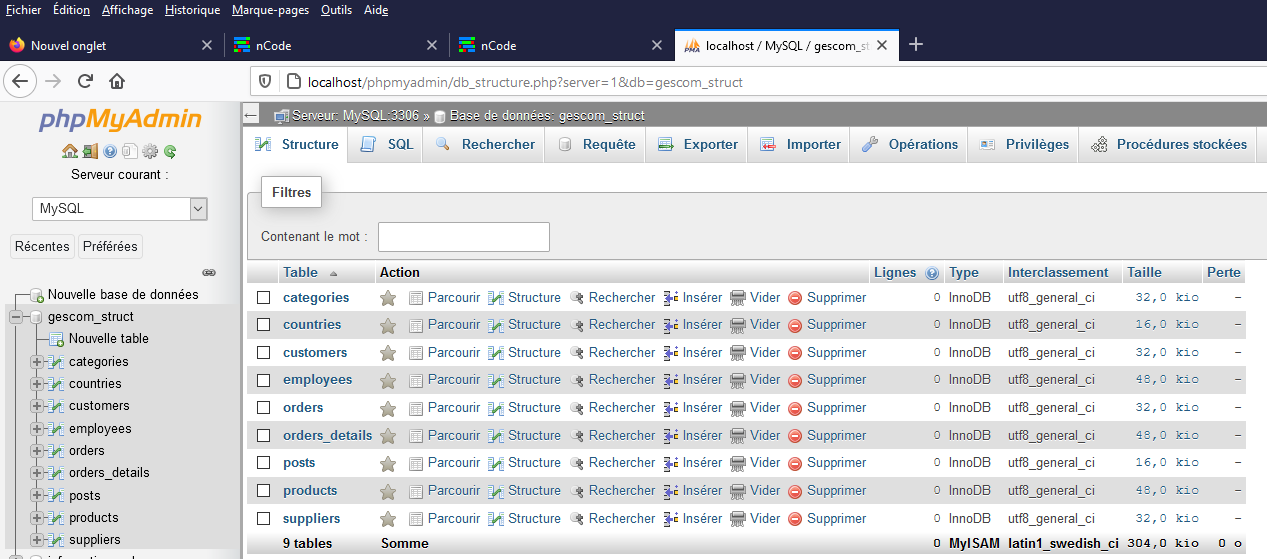 Fichier Édition Affichage Historique Marque-pages Outils Aide
Nouvel onglet nCode nCode localhost / MySQL / gescom_st
localhost/phpmyadmin/db_structure.php?server=1&db=gescom_struct
phpMyAdmin
Serveur courant :
MySQL
Récentes Préférées
Nouvelle base de données
gescom_struct
Nouvelle table
categories
countries
customers
employees
orders
orders_details
posts
products
suppliers
Serveur: MySQL:3306 » Base de données: gescom_struct
Structure SQL Rechercher Requête Exporter Importer Opérations Privilèges Procédures stockées
Filtres
Contenant le mot :
Table Action Lignes Type Interclassement Taille Perte
categories Parcourir Structure Rechercher Insérer Vider Supprimer 0 InnoDB utf8_general_ci 32,0 kio -
countries Parcourir Structure Rechercher Insérer Vider Supprimer 0 InnoDB utf8_general_ci 16,0 kio -
customers Parcourir Structure Rechercher Insérer Vider Supprimer 0 InnoDB utf8_general_ci 32,0 kio -
employees Parcourir Structure Rechercher Insérer Vider Supprimer 0 InnoDB utf8_general_ci 48,0 kio -
orders Parcourir Structure Rechercher Insérer Vider Supprimer 0 InnoDB utf8_general_ci 32,0 kio -
orders_details Parcourir Structure Rechercher Insérer Vider Supprimer 0 InnoDB utf8_general_ci 48,0 kio -
posts Parcourir Structure Rechercher Insérer Vider Supprimer 0 InnoDB utf8_general_ci 16,0 kio -
products Parcourir Structure Rechercher Insérer Vider Supprimer 0 InnoDB utf8_general_ci 48,0 kio -
suppliers Parcourir Structure Rechercher Insérer Vider Supprimer 0 InnoDB utf8_general_ci 32,0 kio -
9 tables Somme 0 MyISAM latin1_swedish_ci 304,0 kio 0 o